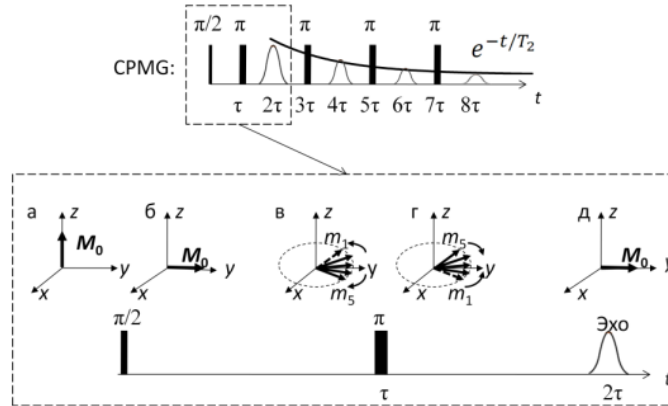 π/2 π π π π
e^{-t/T_2}
CPMG:
τ 2τ 3τ 4τ 5τ 6τ 7τ 8τ t
а б в г д
z z z z z
M_0 M_0 m_1 m_5 M_0
y y y y y
m_5 m_1
x x x x x
π/2 π Эхо
τ 2τ t